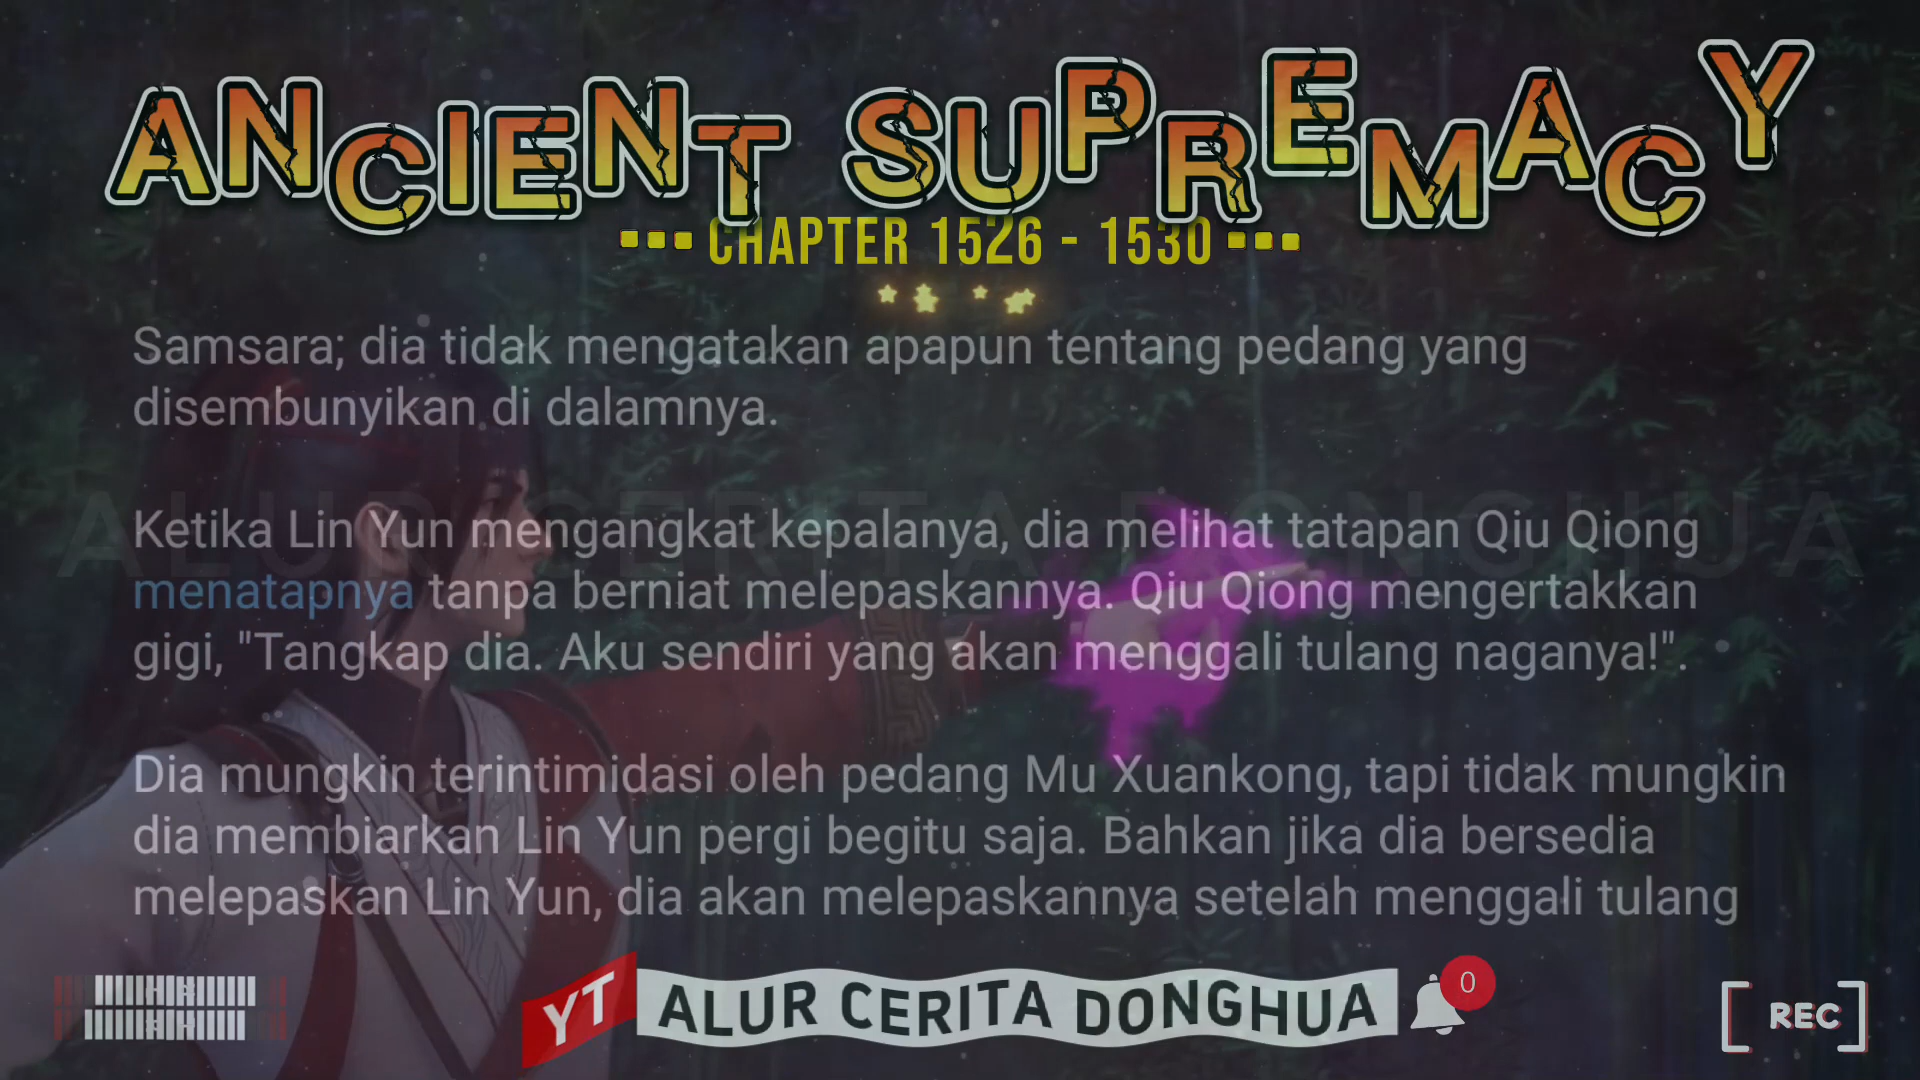 ANCIENT SUPREMACY
CHAPTER 1526 - 1530
Samsara; dia tidak mengatakan apapun tentang pedang yang
disembunyikan di dalamnya.
ALUR CERITA DONGHUA
Ketika Lin Yun mengangkat kepalanya, dia melihat tatapan Qiu Qiong
menatapnya tanpa berniat melepaskannya. Qiu Qiong mengertakkan
gigi, "Tangkap dia. Aku sendiri yang akan menggali tulang naganya!".
Dia mungkin terintimidasi oleh pedang Mu Xuankong, tapi tidak mungkin
dia membiarkan Lin Yun pergi begitu saja. Bahkan jika dia bersedia
melepaskan Lin Yun, dia akan melepaskannya setelah menggali tulang
YT ALUR CERITA DONGHUA 0
REC